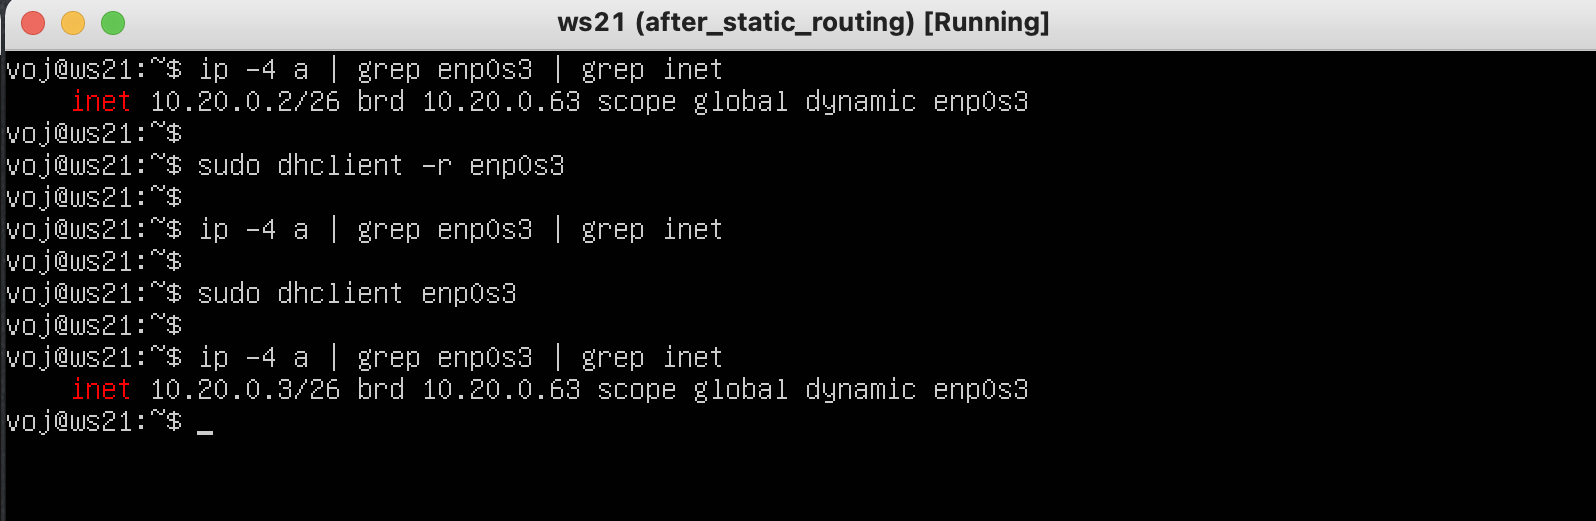 ws21 (after_static_routing) [Running]
voj@ws21:~$ ip -4 a | grep enp0s3 | grep inet
    inet 10.20.0.2/26 brd 10.20.0.63 scope global dynamic enp0s3
voj@ws21:~$
voj@ws21:~$ sudo dhclient -r enp0s3
voj@ws21:~$
voj@ws21:~$ ip -4 a | grep enp0s3 | grep inet
voj@ws21:~$
voj@ws21:~$ sudo dhclient enp0s3
voj@ws21:~$
voj@ws21:~$ ip -4 a | grep enp0s3 | grep inet
    inet 10.20.0.3/26 brd 10.20.0.63 scope global dynamic enp0s3
voj@ws21:~$ _